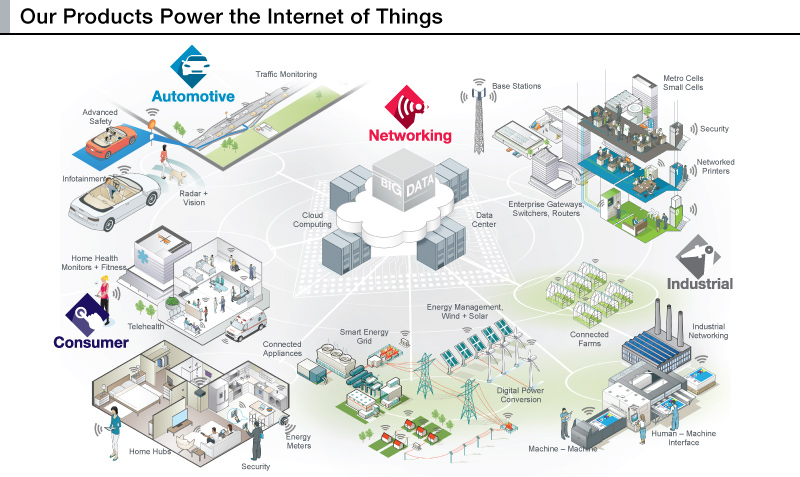 Our Products Power the Internet of Things
Automotive
Traffic Monitoring
Advanced
Safety
Infotainment
Radar +
Vision
Networking
Base Stations
Metro Cells
Small Cells
Security
Networked
Printers
Enterprise Gateways,
Switchers, Routers
BIG DATA
Cloud
Computing
Data
Center
Industrial
Home Health
Monitors + Fitness
Consumer
Telehealth
Connected
Appliances
Smart Energy
Grid
Energy Management,
Wind + Solar
Connected
Farms
Industrial
Networking
Digital Power
Conversion
Home Hubs
Security
Energy
Meters
Machine – Machine
Human – Machine
Interface